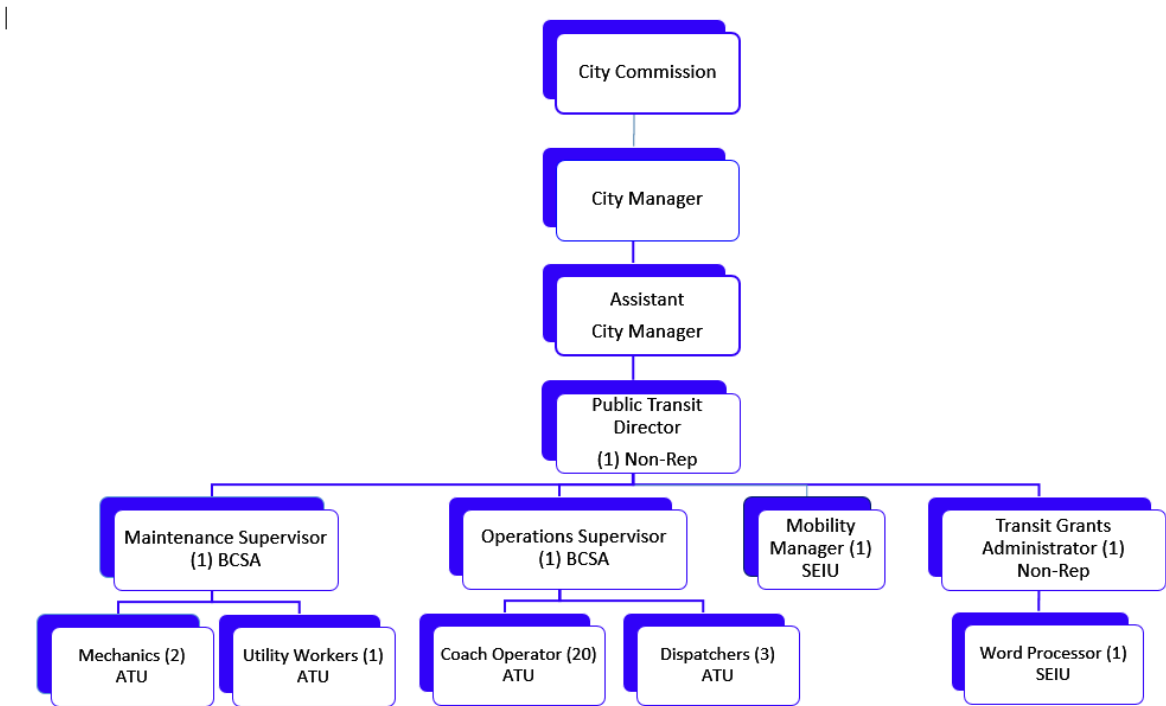 City Commission
City Manager
Assistant
City Manager
Public Transit
Director
(1) Non-Rep
Maintenance Supervisor
(1) BCSA
Operations Supervisor
(1) BCSA
Mobility
Manager (1)
SEIU
Transit Grants
Administrator (1)
Non-Rep
Mechanics (2)
ATU
Utility Workers (1)
ATU
Coach Operator (20)
ATU
Dispatchers (3)
ATU
Word Processor (1)
SEIU